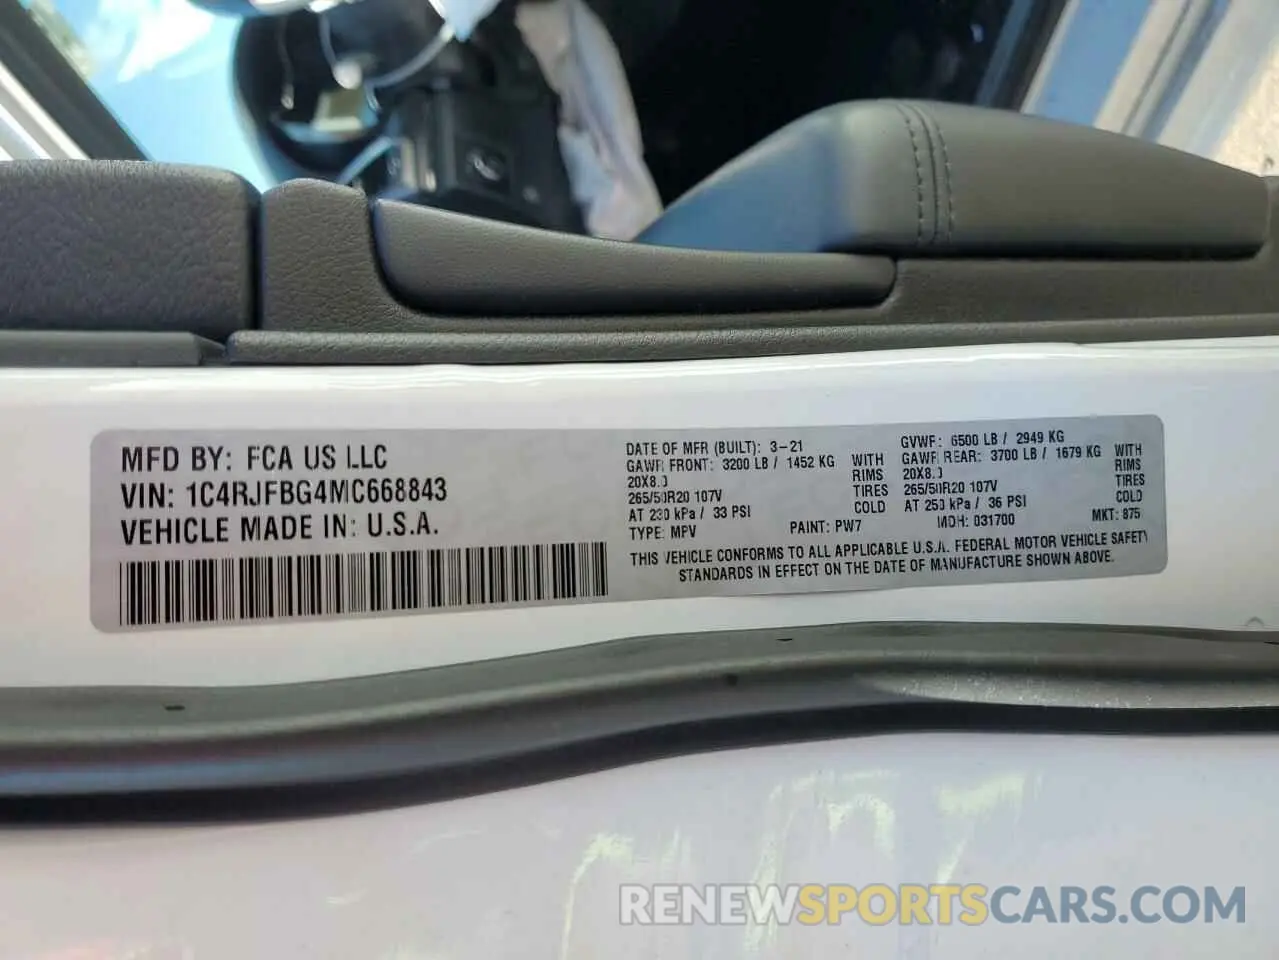 MFD BY: FCA US LLC
VIN: 1C4RJFBG4MC668843
VEHICLE MADE IN: U.S.A.
DATE OF MFR (BUILT): 3-21
GAWR FRONT: 3200 LB / 1452 KG WITH
20X8.0 RIMS
265/50R20 107V TIRES
AT 230 kPa / 33 PSI COLD
TYPE: MPV PAINT: PW7
GVWR: 6500 LB / 2949 KG
GAWR REAR: 3700 LB / 1679 KG WITH
20X8.0 RIMS
265/50R20 107V TIRES
AT 250 kPa / 36 PSI COLD
MDH: 031700 MKT: 875
THIS VEHICLE CONFORMS TO ALL APPLICABLE U.S.A. FEDERAL MOTOR VEHICLE SAFETY
STANDARDS IN EFFECT ON THE DATE OF MANUFACTURE SHOWN ABOVE.
RENEWSPORTSCARS.COM